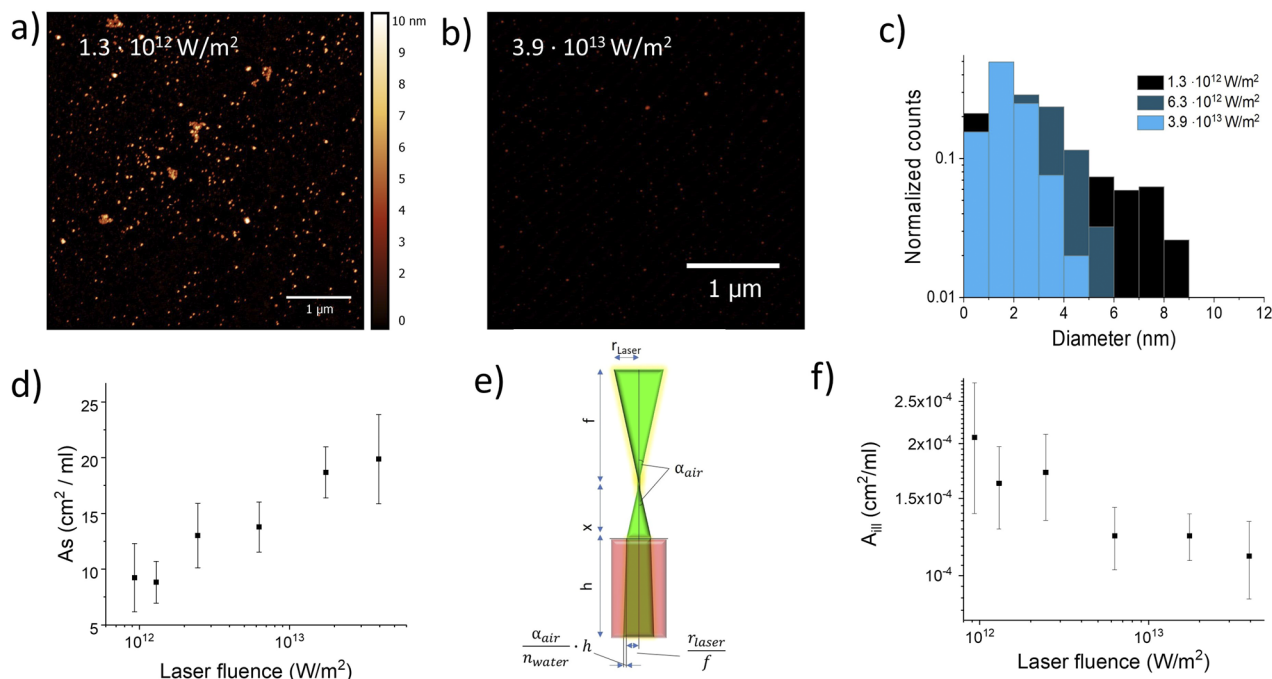 a)
1.3 · 10¹² W/m²
10 nm
9
8
7
6
5
4
3
2
1
0
1 µm
b)
3.9 · 10¹³ W/m²
1 µm
c)
Normalized counts
0.1
0.01
1.3 ·10¹² W/m²
6.3 ·10¹² W/m²
3.9 ·10¹³ W/m²
0 2 4 6 8 10 12
Diameter (nm)
d)
As (cm² / ml)
25
20
15
10
5
10¹² 10¹³
Laser fluence (W/m²)
e)
r_Laser
f
α_air
x
h
α_air / n_water · h
r_laser / f
f)
A_ill (cm²/ml)
2.5x10⁻⁴
2x10⁻⁴
1.5x10⁻⁴
10⁻⁴
10¹² 10¹³
Laser fluence (W/m²)